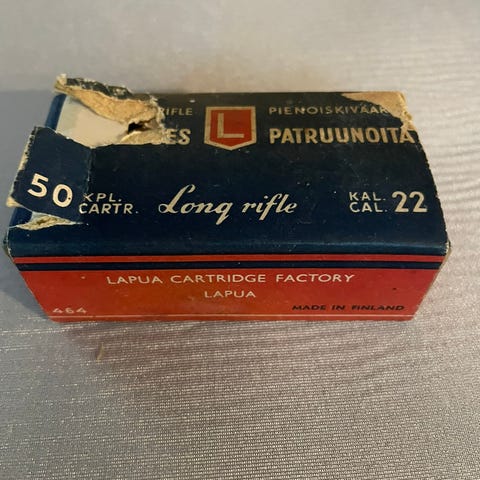 RIFLE PIENOISKIVÄÄR
ES L PATRUUNOITA
50 KPL. CARTR. Long rifle KAL. CAL. 22
LAPUA CARTRIDGE FACTORY
LAPUA
464 MADE IN FINLAND